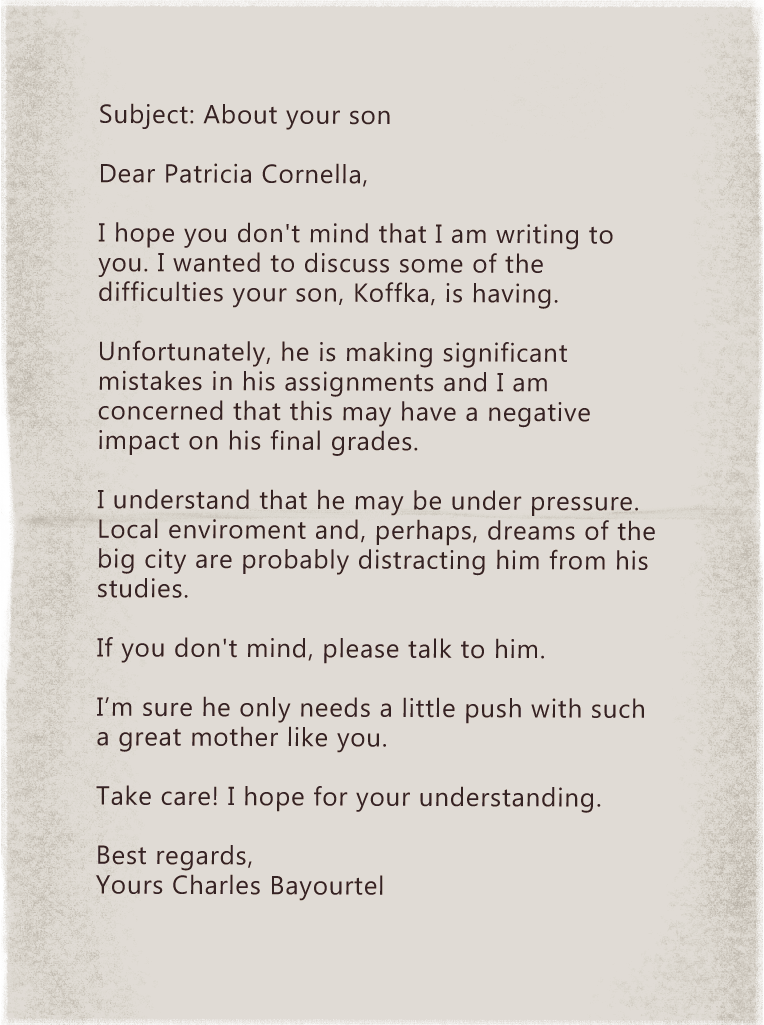 Subject: About your son
Dear Patricia Cornella,
I hope you don't mind that I am writing to
you. I wanted to discuss some of the
difficulties your son, Koffka, is having.
Unfortunately, he is making significant
mistakes in his assignments and I am
concerned that this may have a negative
impact on his final grades.
I understand that he may be under pressure.
Local enviroment and, perhaps, dreams of the
big city are probably distracting him from his
studies.
If you don't mind, please talk to him.
I’m sure he only needs a little push with such
a great mother like you.
Take care! I hope for your understanding.
Best regards,
Yours Charles Bayourtel